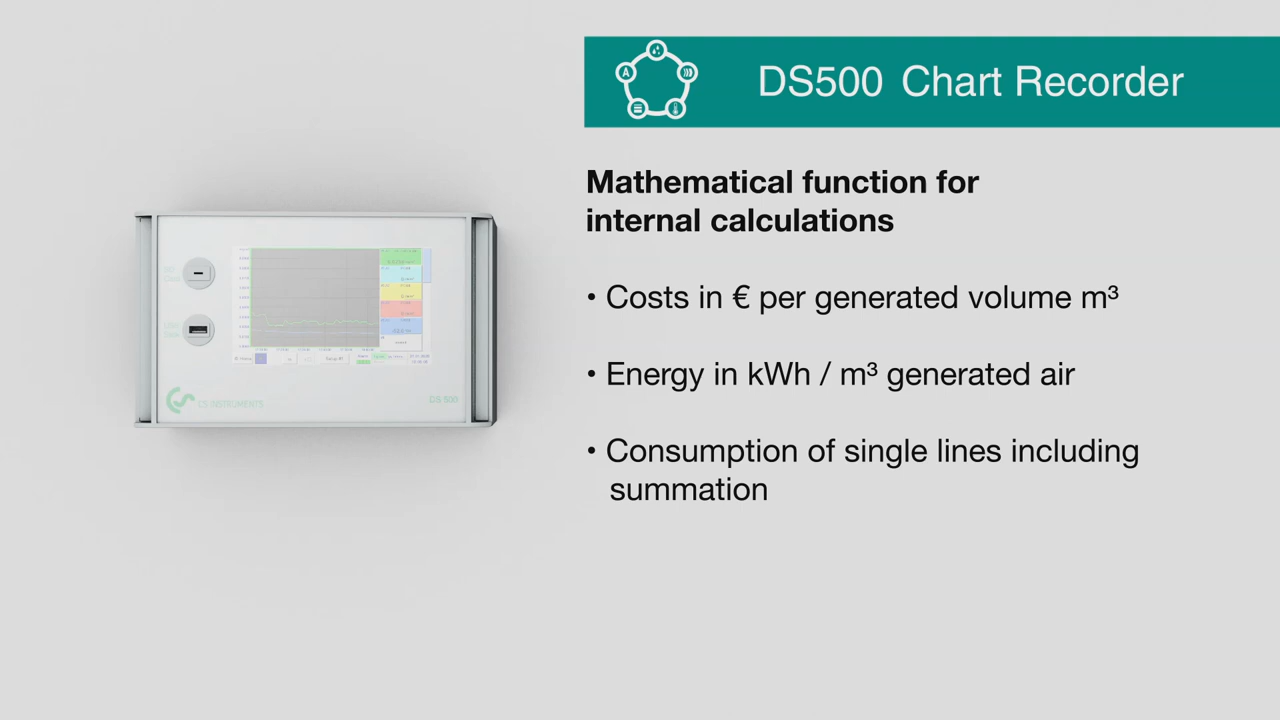 DS500 Chart Recorder
Mathematical function for
internal calculations
• Costs in € per generated volume m³
• Energy in kWh / m³ generated air
• Consumption of single lines including
summation
CS INSTRUMENTS
DS 500